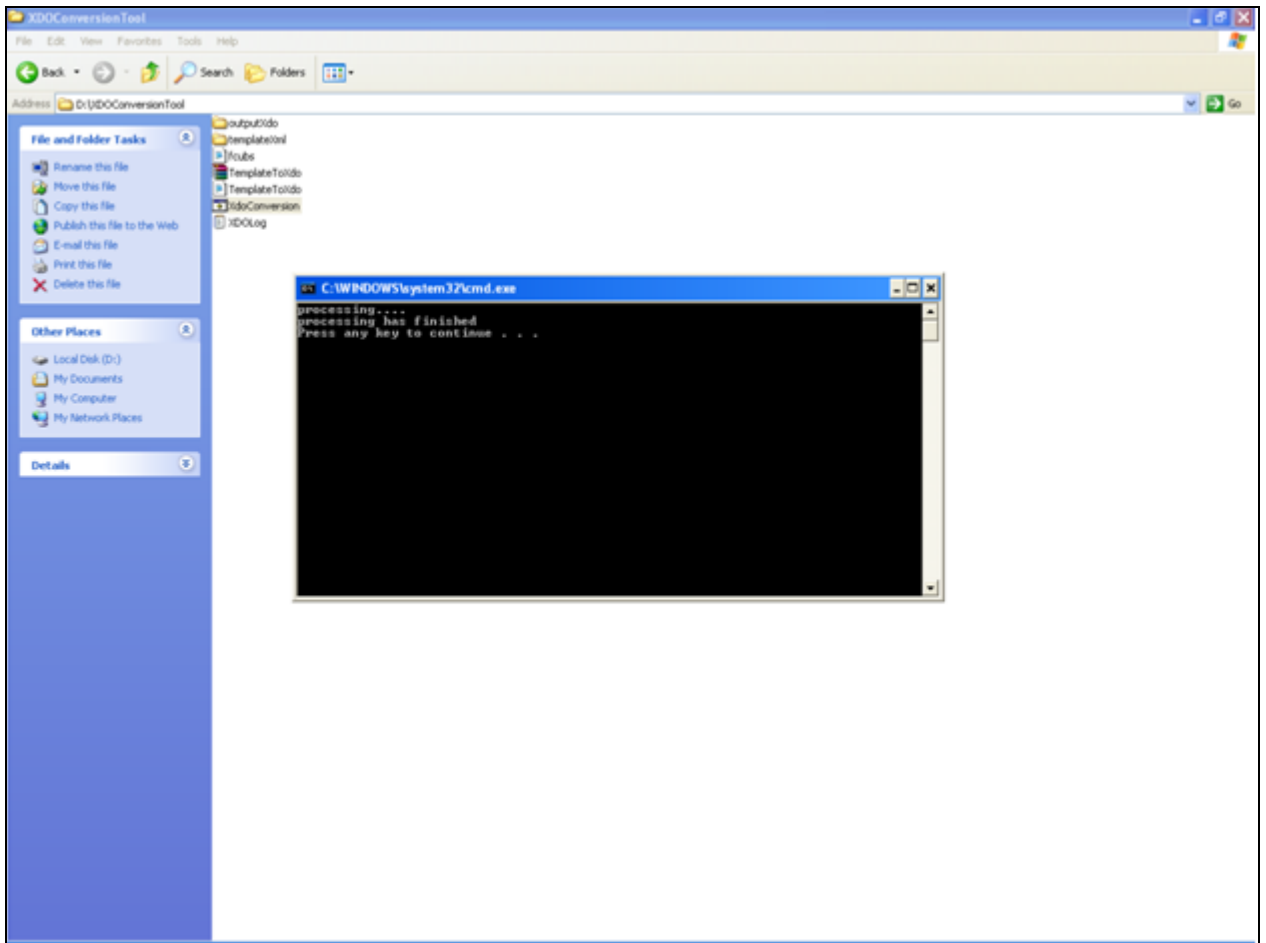 XDOConversionTool
File Edit View Favorites Tools Help
Back Search Folders
Address D:\XDOConversionTool Go
File and Folder Tasks
Rename this file
Move this file
Copy this file
Publish this file to the Web
E-mail this file
Print this file
Delete this file
Other Places
Local Disk (D:)
My Documents
My Computer
My Network Places
Details
outputXdo
templateXml
fcubs
TemplateToXdo
TemplateToXdo
XdoConversion
XDOLog
C:\WINDOWS\system32\cmd.exe
processing....
processing has finished
Press any key to continue . . .